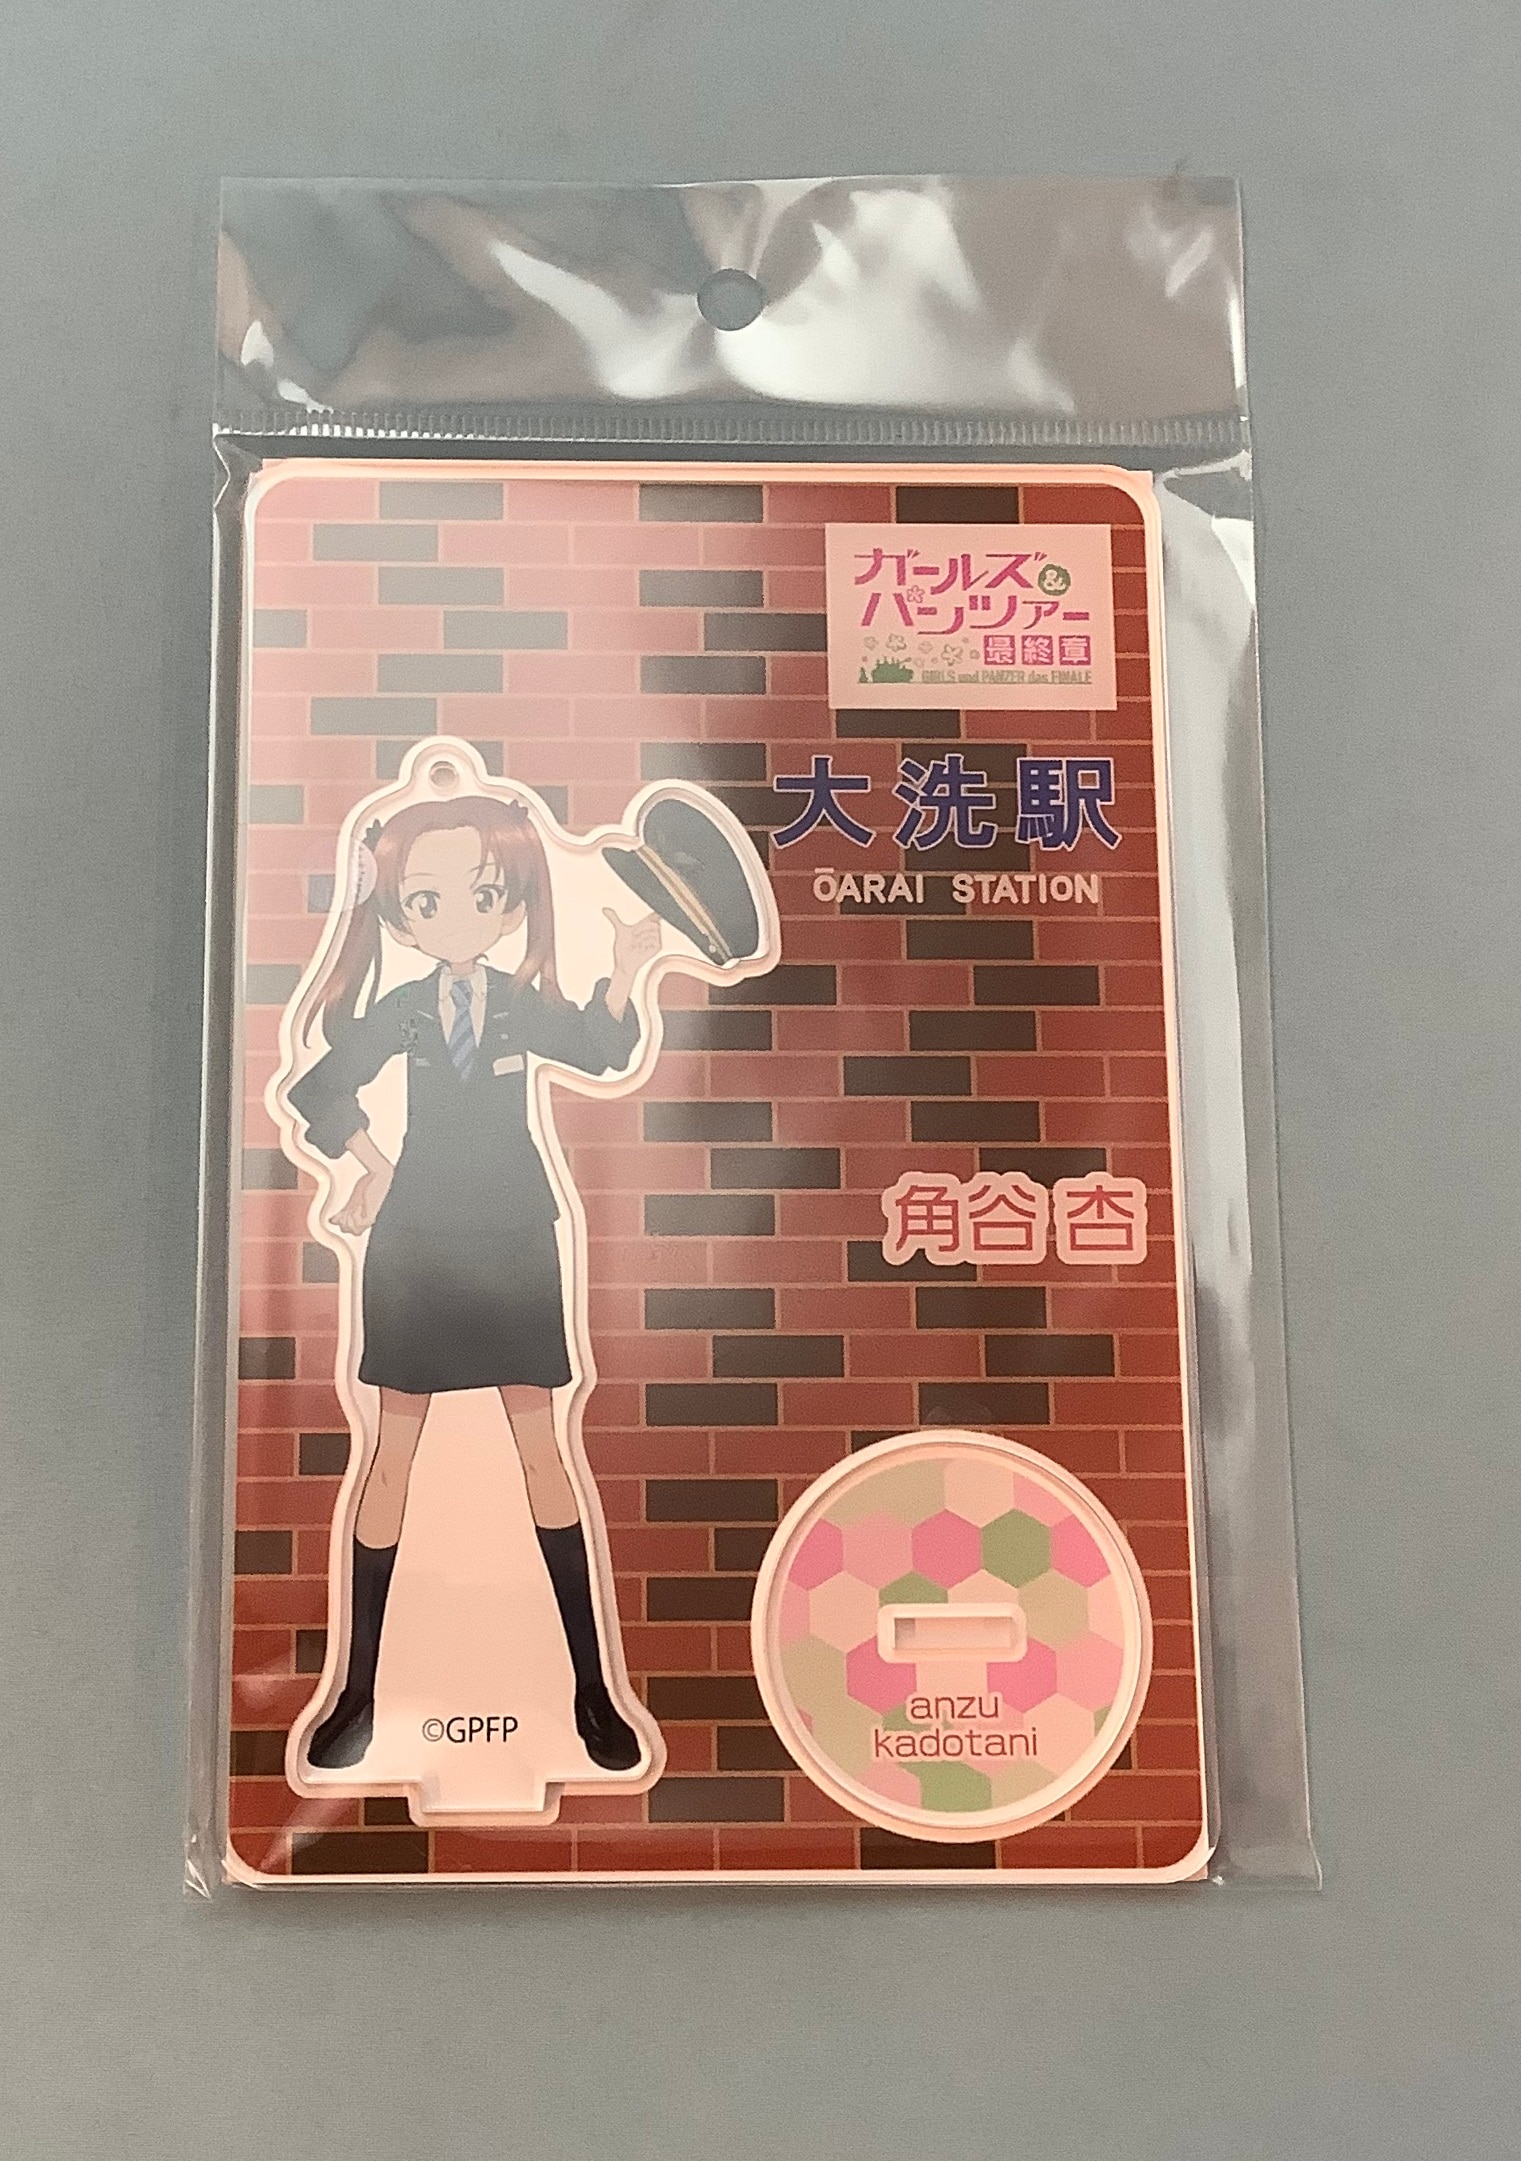 ガールズ&
パンツァー
最終章
GIRLS und PANZER das FINALE
大洗駅
ŌARAI STATION
角谷 杏
©GPFP
anzu
kadotani